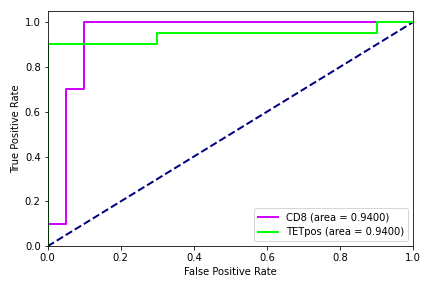 1.0
0.8
0.6
0.4
0.2
0.0
True Positive Rate
CD8 (area = 0.9400)
TETpos (area = 0.9400)
0.0 0.2 0.4 0.6 0.8 1.0
False Positive Rate